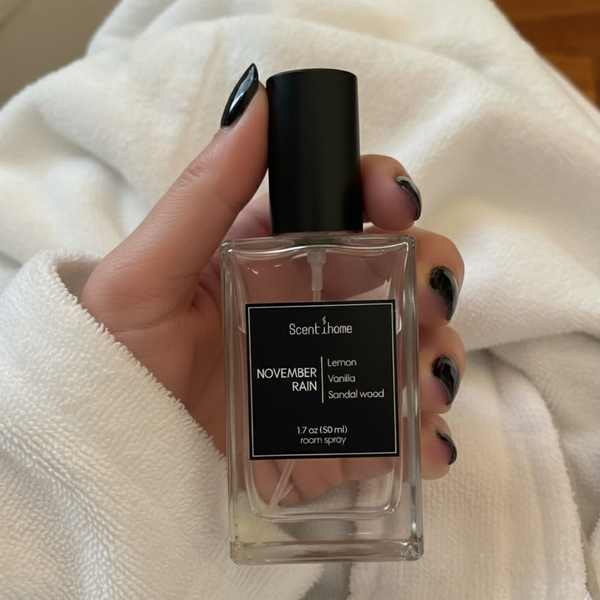 Scent home
NOVEMBER RAIN
Lemon
Vanilla
Sandal wood
1.7 oz (50 ml)
room spray